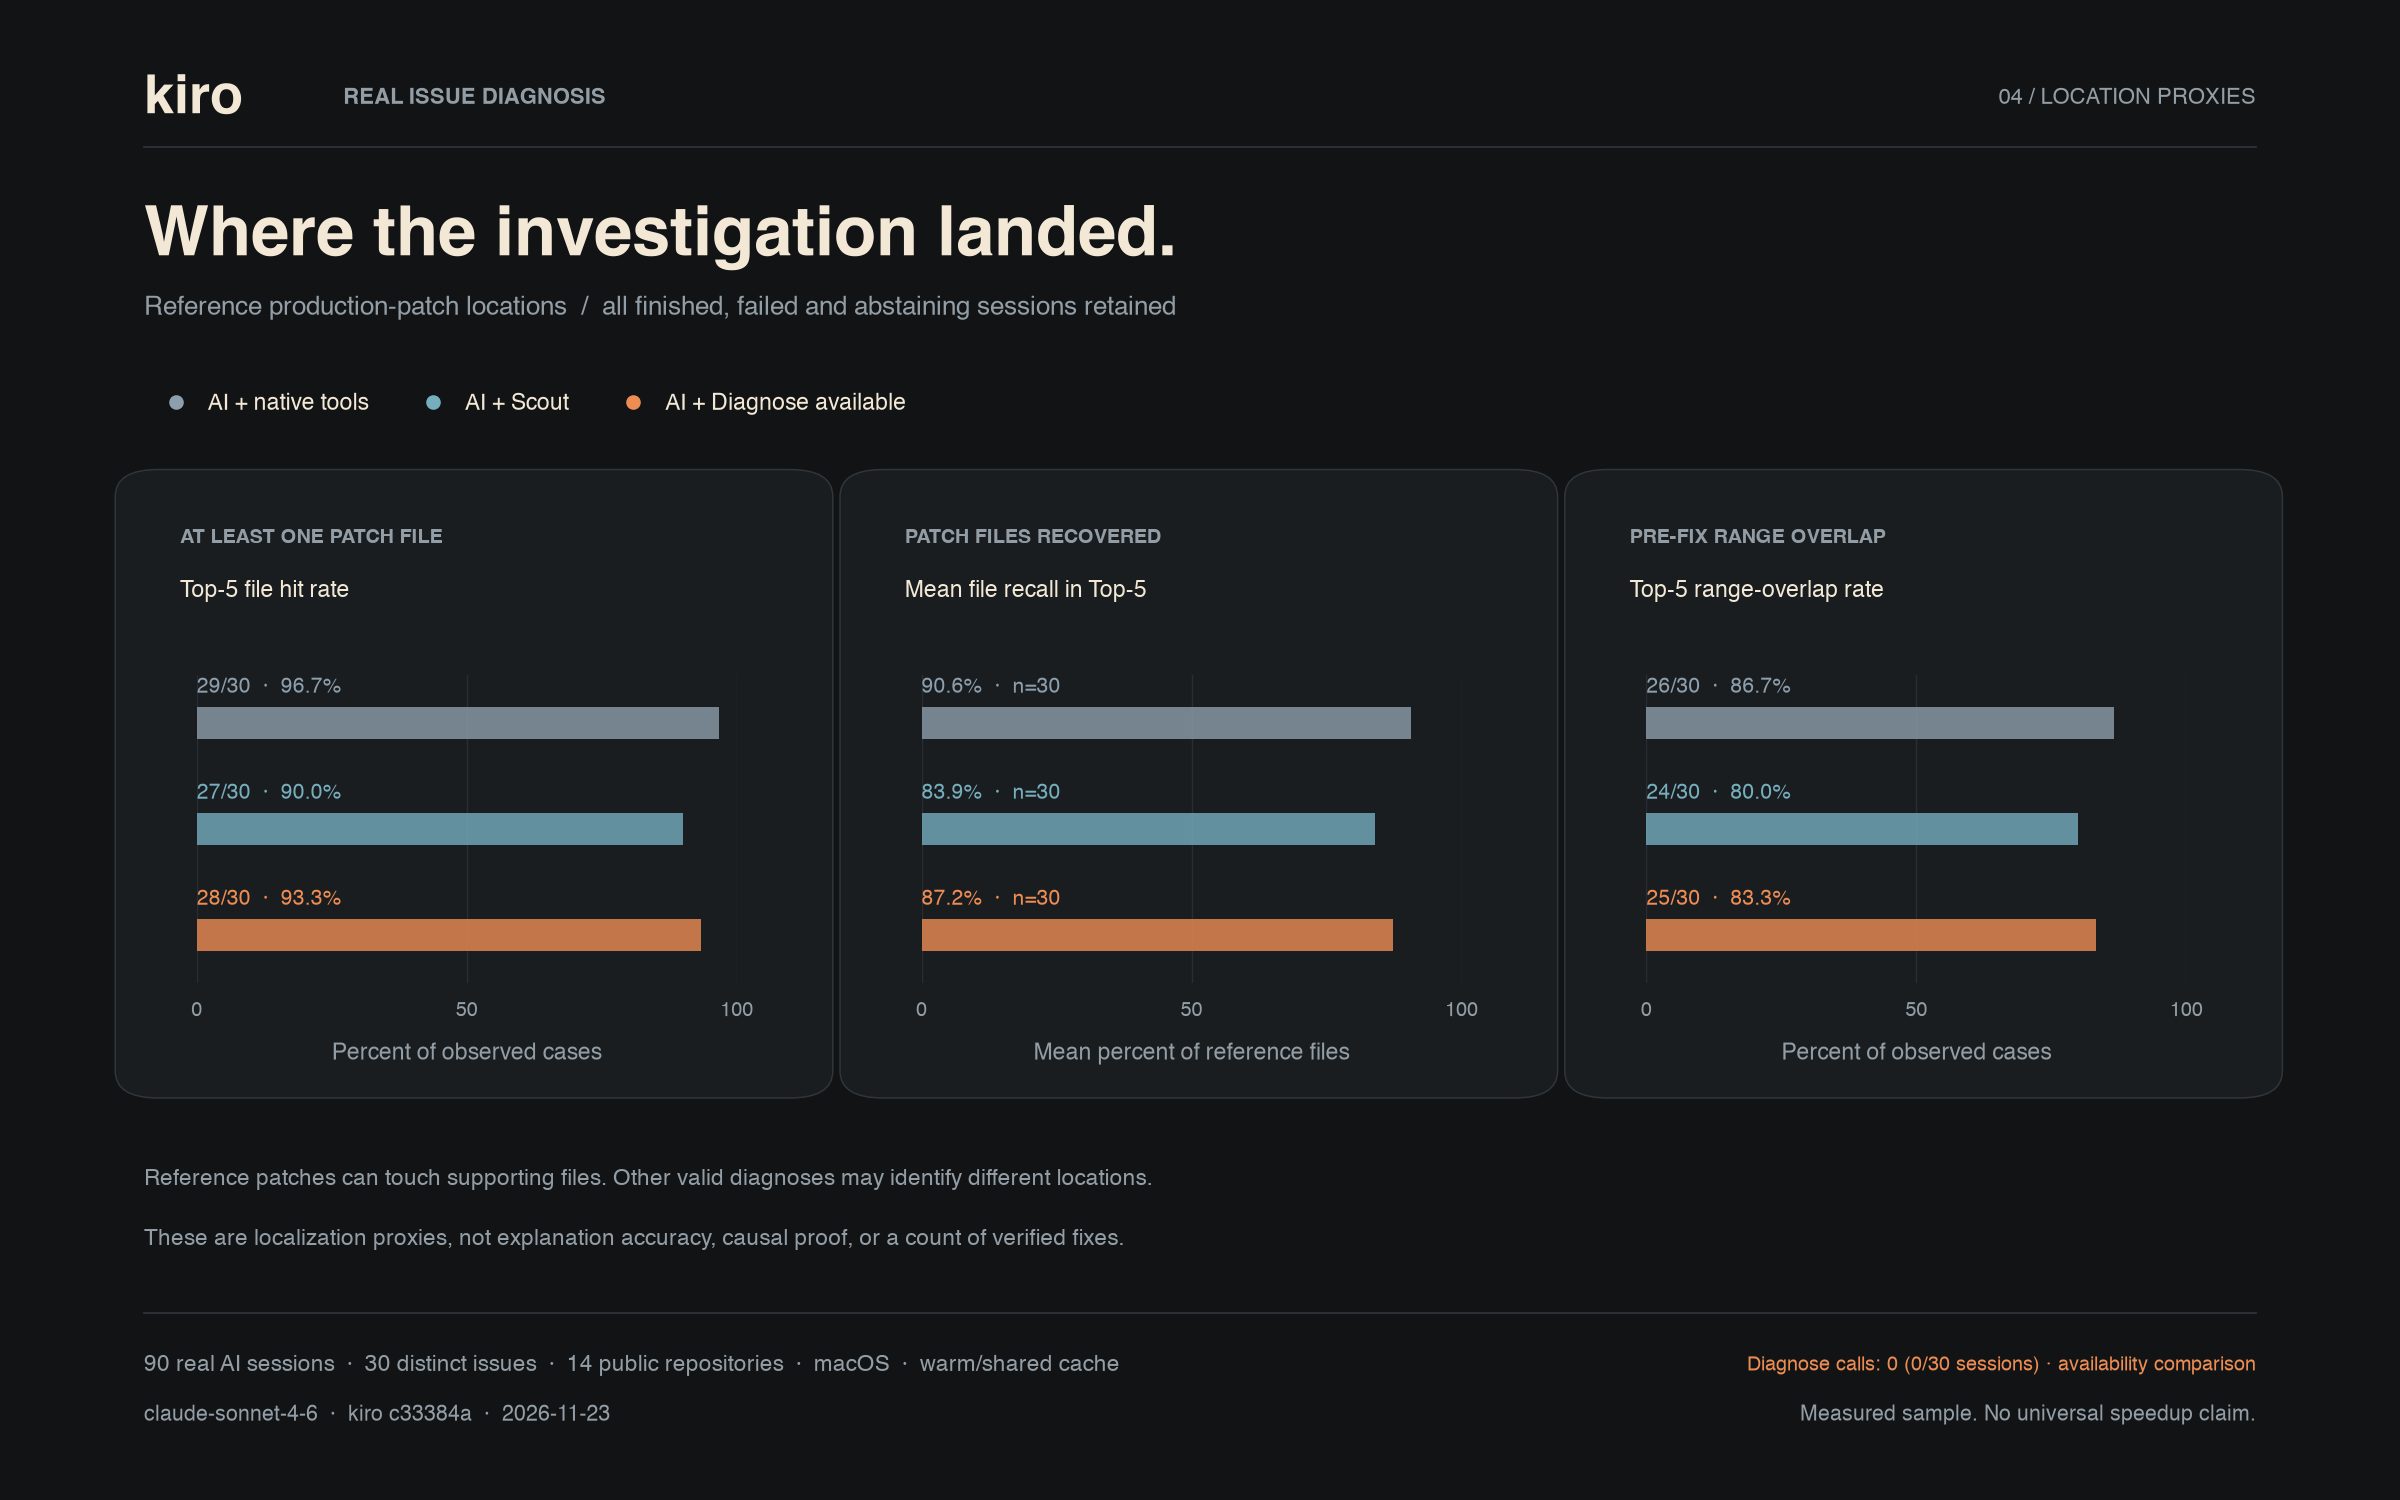 kiro REAL ISSUE DIAGNOSIS 04 / LOCATION PROXIES
Where the investigation landed.
Reference production-patch locations / all finished, failed and abstaining sessions retained
AI + native tools AI + Scout AI + Diagnose available
AT LEAST ONE PATCH FILE
Top-5 file hit rate
29/30 · 96.7%
27/30 · 90.0%
28/30 · 93.3%
0 50 100
Percent of observed cases
PATCH FILES RECOVERED
Mean file recall in Top-5
90.6% · n=30
83.9% · n=30
87.2% · n=30
0 50 100
Mean percent of reference files
PRE-FIX RANGE OVERLAP
Top-5 range-overlap rate
26/30 · 86.7%
24/30 · 80.0%
25/30 · 83.3%
0 50 100
Percent of observed cases
Reference patches can touch supporting files. Other valid diagnoses may identify different locations.
These are localization proxies, not explanation accuracy, causal proof, or a count of verified fixes.
90 real AI sessions · 30 distinct issues · 14 public repositories · macOS · warm/shared cache
Diagnose calls: 0 (0/30 sessions) · availability comparison
claude-sonnet-4-6 · kiro c33384a · 2026-11-23
Measured sample. No universal speedup claim.